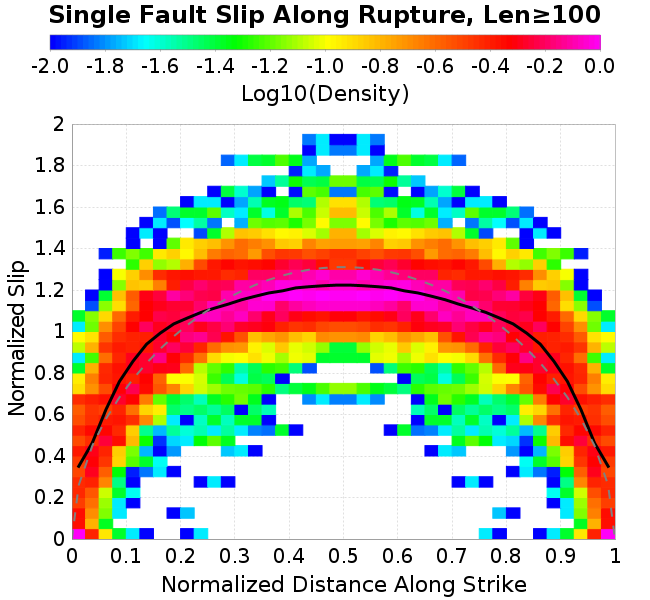 Single Fault Slip Along Rupture, Len≥100
-2.0 -1.8 -1.6 -1.4 -1.2 -1.0 -0.8 -0.6 -0.4 -0.2 0.0
Log10(Density)
2
1.8
1.6
1.4
1.2
1
0.8
0.6
0.4
0.2
0
Normalized Slip
0 0.1 0.2 0.3 0.4 0.5 0.6 0.7 0.8 0.9 1
Normalized Distance Along Strike